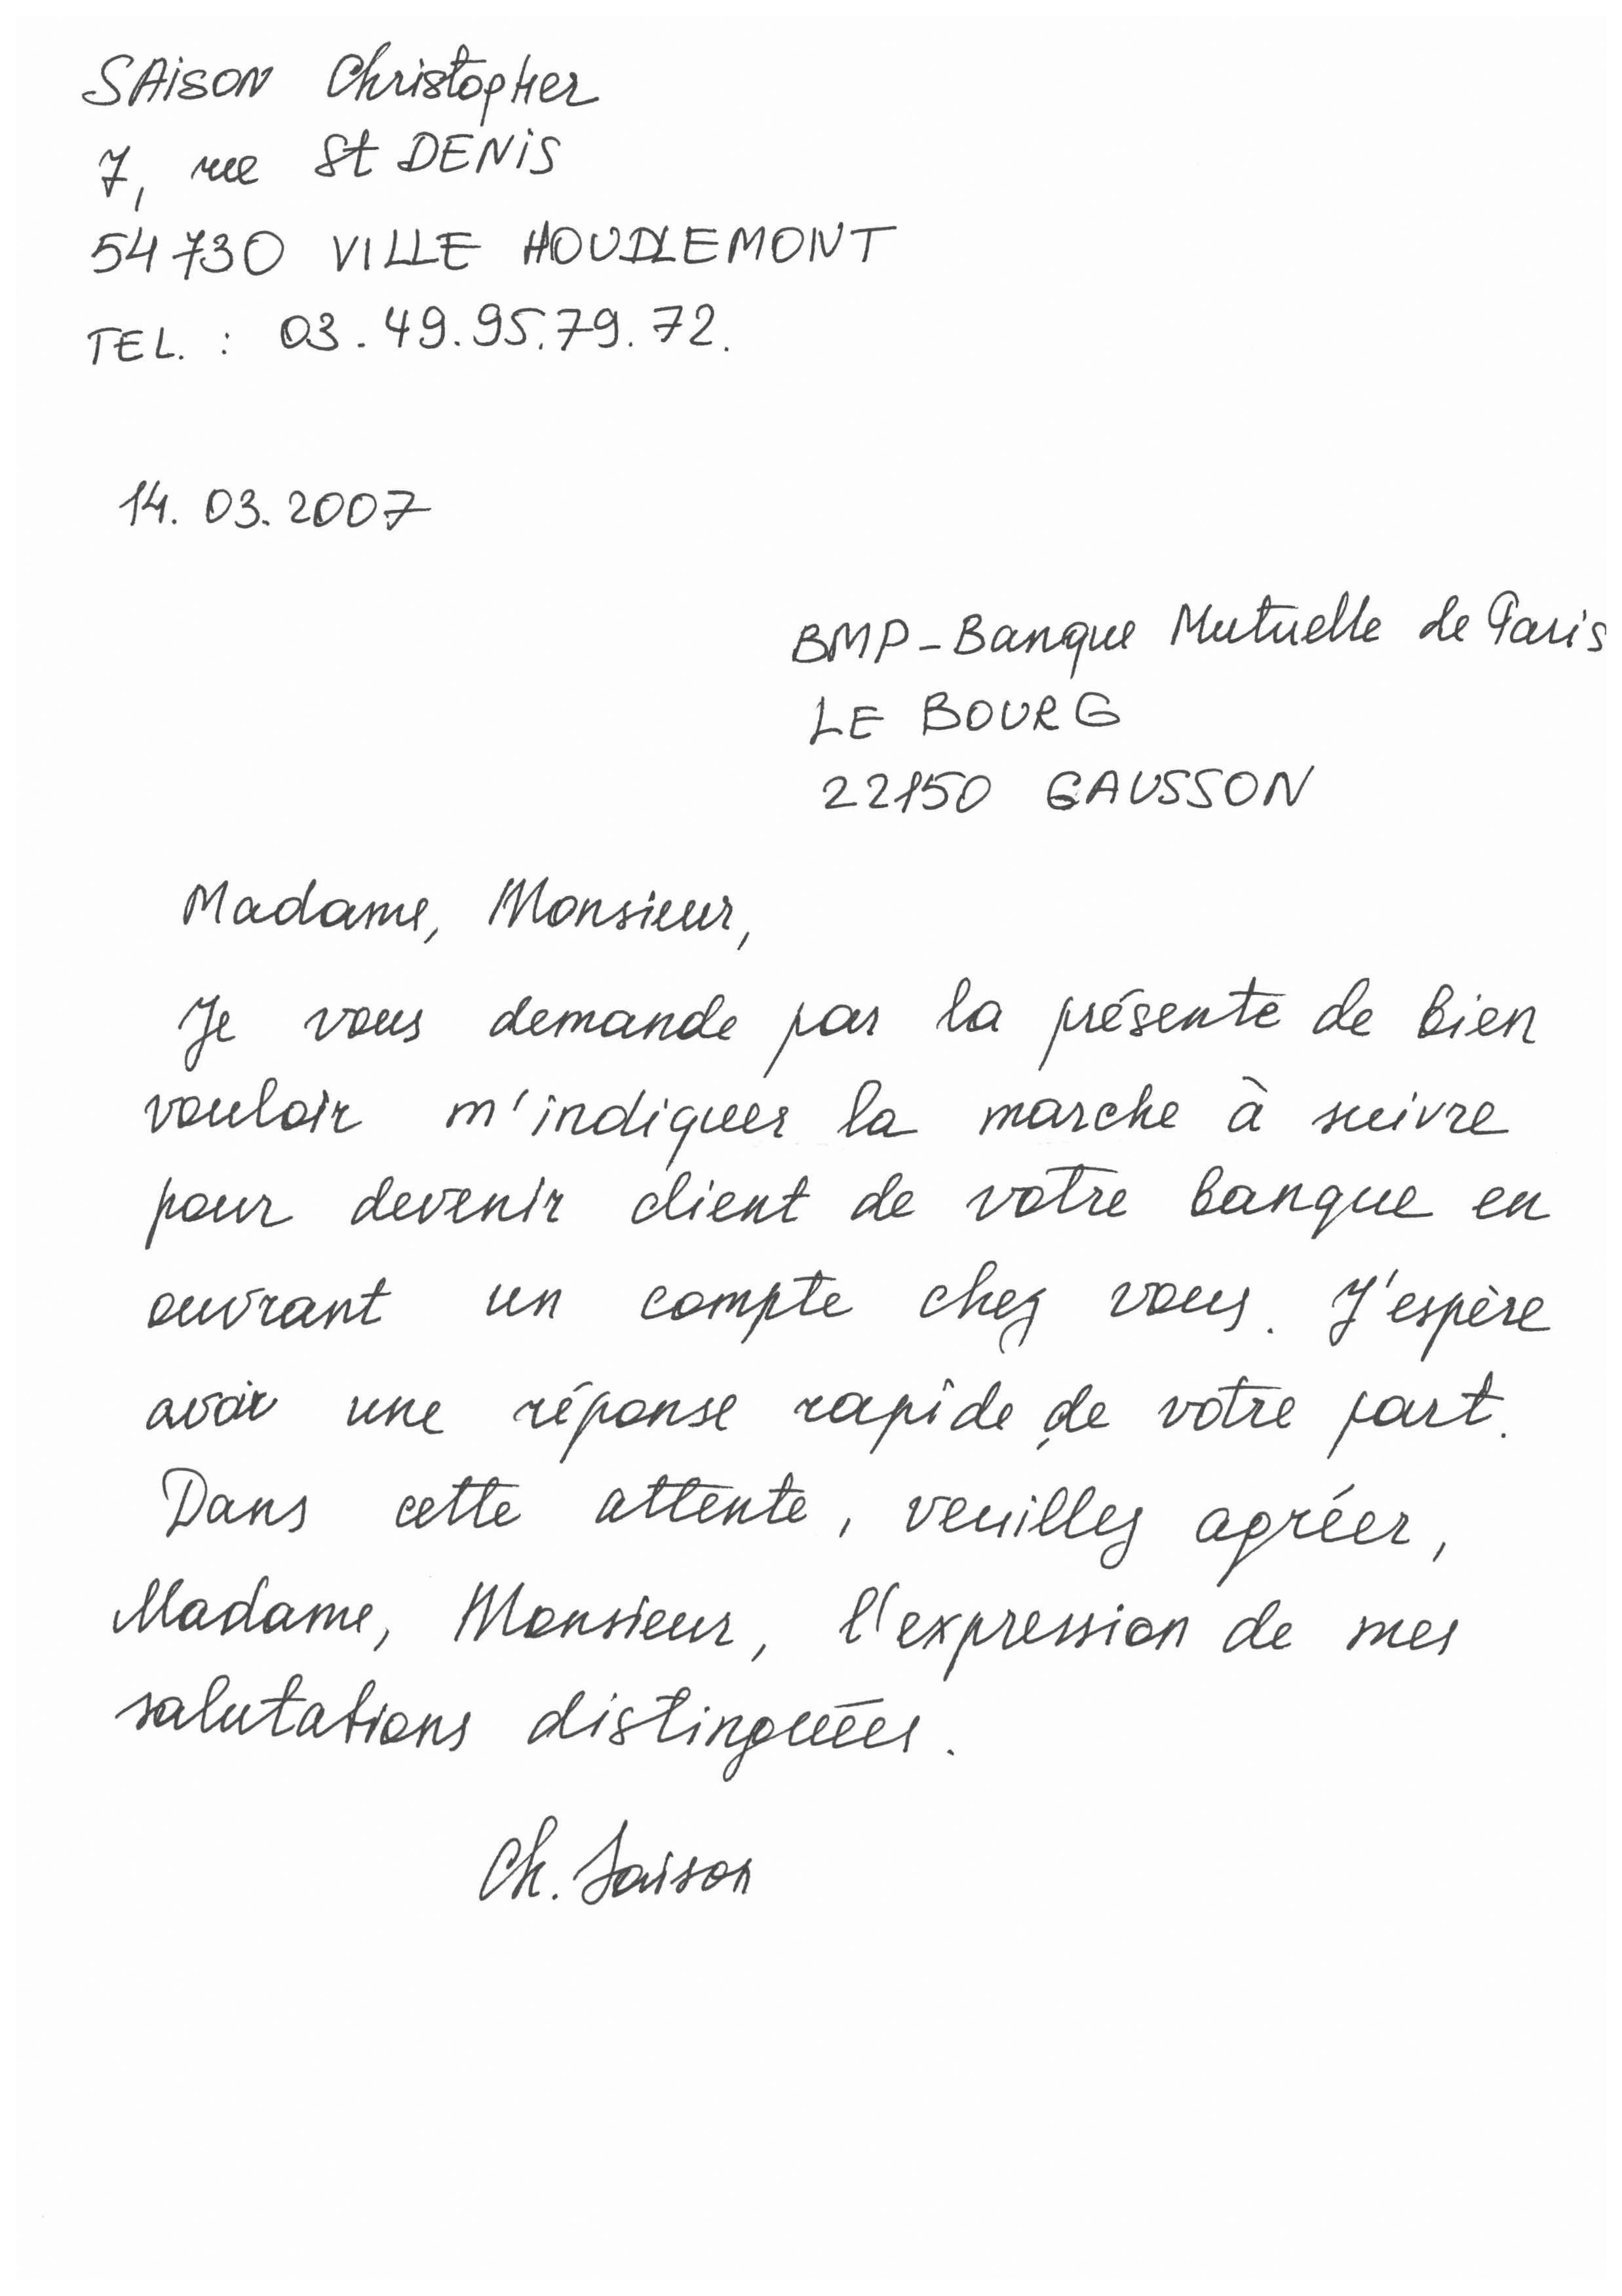 SAISON Christopher
7, rue St DENIS
54730 VILLE HOUDLEMONT
TEL. : 03.49.95.79.72.
14.03.2007
BMP-Banque Mutuelle de Paris
LE BOURG
22150 GAUSSON
Madame, Monsieur,
Je vous demande par la présente de bien
vouloir m'indiquer la marche à suivre
pour devenir client de votre banque en
ouvrant un compte chez vous. J'espère
avoir une réponse rapide de votre part.
Dans cette attente, veuillez agréer,
Madame, Monsieur, l'expression de mes
salutations distinguées.
Ch. Saison